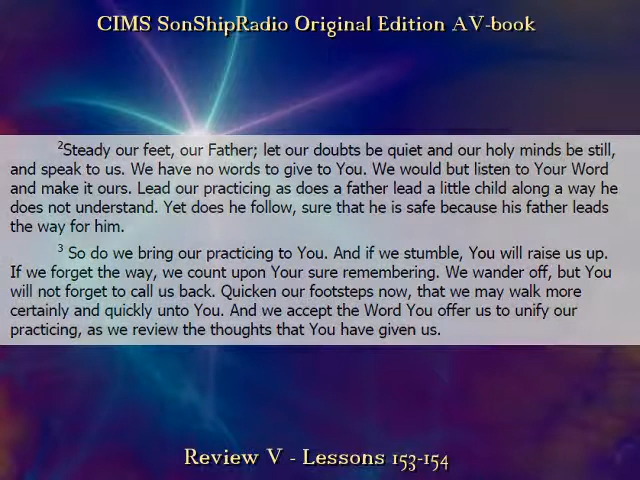 CIMS SonShipRadio Original Edition AV-book
²Steady our feet, our Father; let our doubts be quiet and our holy minds be still,
and speak to us. We have no words to give to You. We would but listen to Your Word
and make it ours. Lead our practicing as does a father lead a little child along a way he
does not understand. Yet does he follow, sure that he is safe because his father leads
the way for him.
³ So do we bring our practicing to You. And if we stumble, You will raise us up.
If we forget the way, we count upon Your sure remembering. We wander off, but You
will not forget to call us back. Quicken our footsteps now, that we may walk more
certainly and quickly unto You. And we accept the Word You offer us to unify our
practicing, as we review the thoughts that You have given us.
Review V - Lessons 153-154